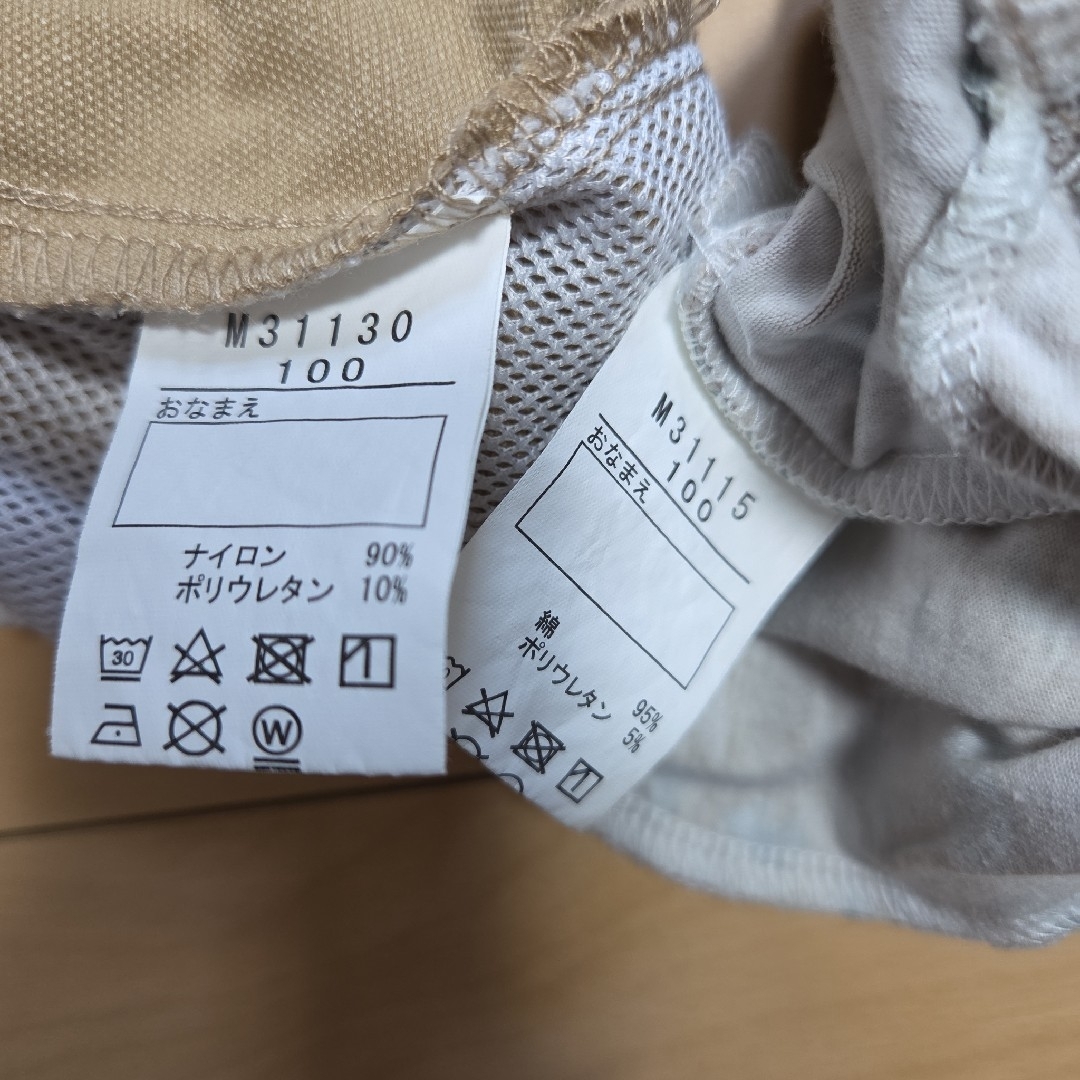 M31130
100
おなまえ
ナイロン 90%
ポリウレタン 10%
30
W
M31115
100
おなまえ
綿 95%
ポリウレタン 5%